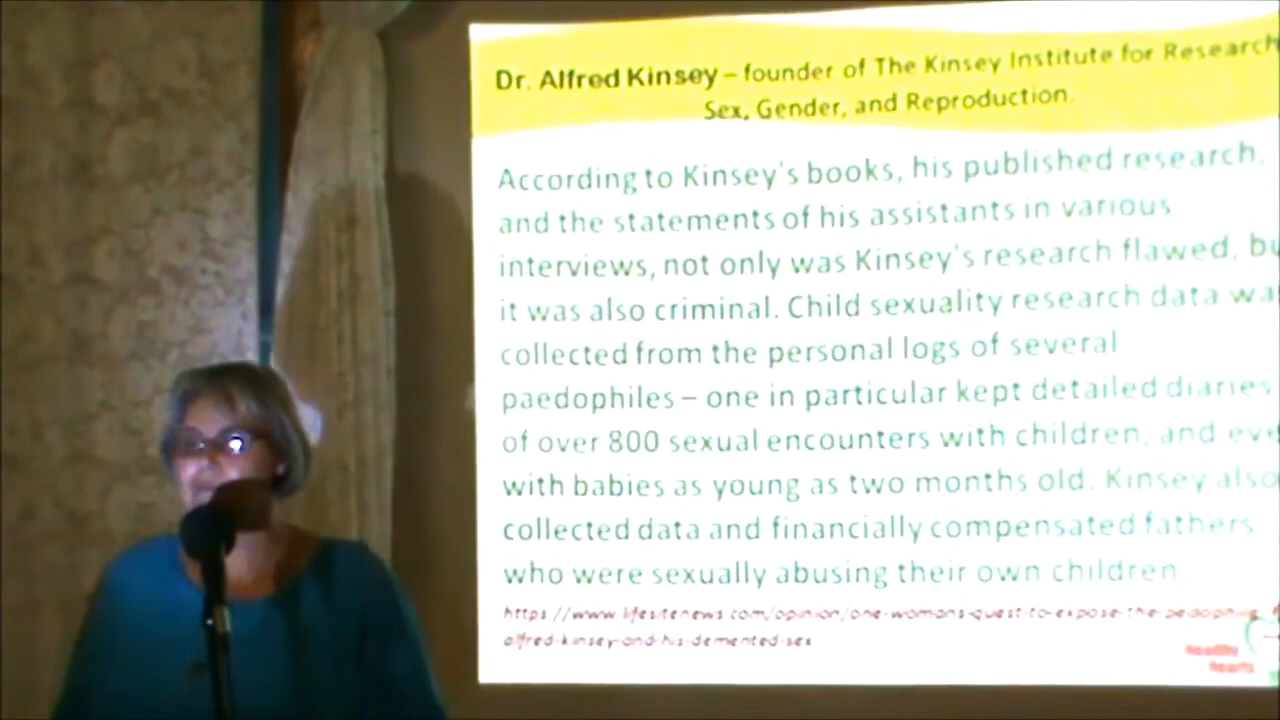 Dr. Alfred Kinsey – founder of The Kinsey Institute for Research
Sex, Gender, and Reproduction.
According to Kinsey's books, his published research,
and the statements of his assistants in various
interviews, not only was Kinsey's research flawed, bu
it was also criminal. Child sexuality research data wa
collected from the personal logs of several
paedophiles – one in particular kept detailed diaries
of over 800 sexual encounters with children, and eve
with babies as young as two months old. Kinsey also
collected data and financially compensated fathers
who were sexually abusing their own children
https://www.lifesitenews.com/opinion/one-womans-quest-to-expose-the-pedophile
alfred-kinsey-and-his-demented-sex
healthy
hearts